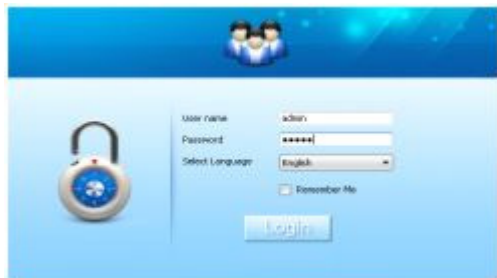 User name admin
Password •••••
Select Language English
Remember Me
Login